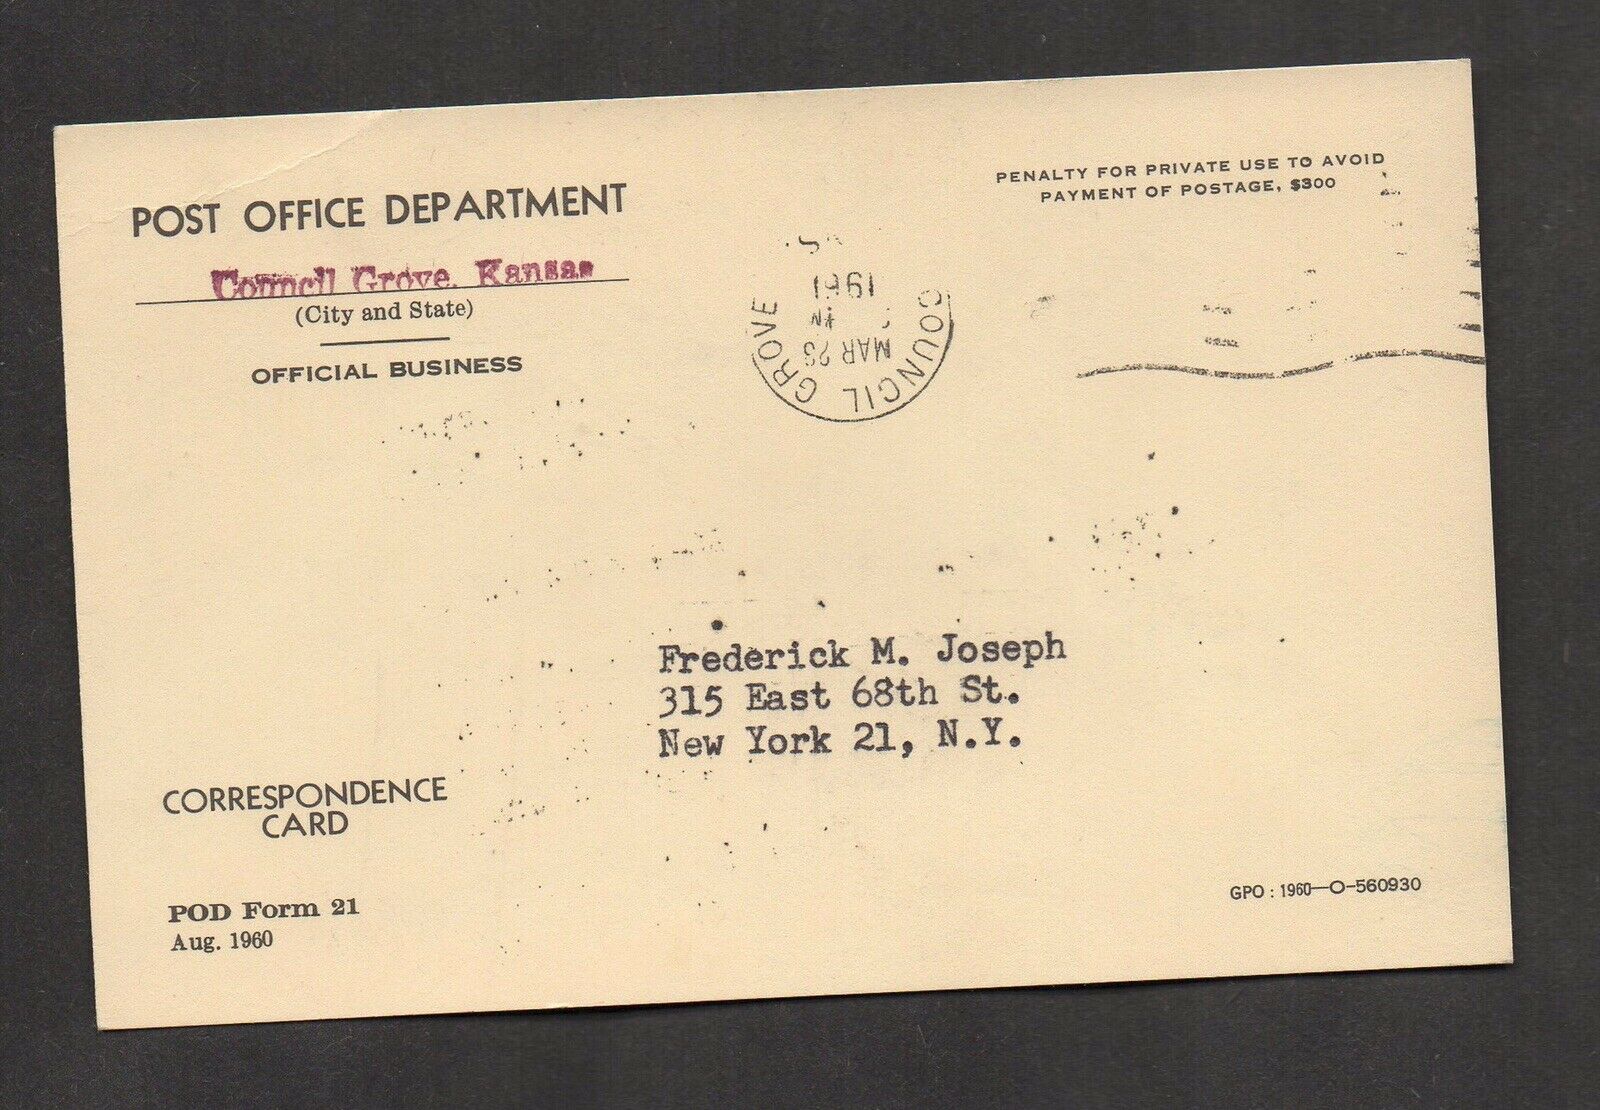 POST OFFICE DEPARTMENT
Council Grove, Kansas
(City and State)
OFFICIAL BUSINESS
PENALTY FOR PRIVATE USE TO AVOID
PAYMENT OF POSTAGE, $300
COUNCIL GROVE
MAR 23
1961
Frederick M. Joseph
315 East 68th St.
New York 21, N.Y.
CORRESPONDENCE
CARD
POD Form 21
Aug. 1960
GPO : 1960—O-560930